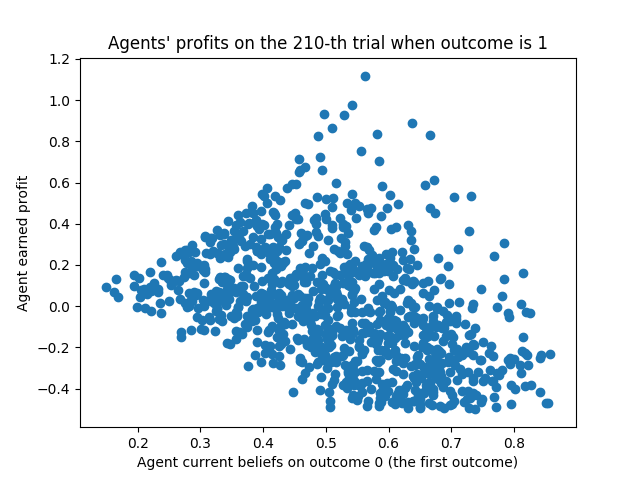 Agents' profits on the 210-th trial when outcome is 1
1.2
1.0
0.8
0.6
0.4
0.2
0.0
−0.2
−0.4
Agent earned profit
0.2 0.3 0.4 0.5 0.6 0.7 0.8
Agent current beliefs on outcome 0 (the first outcome)